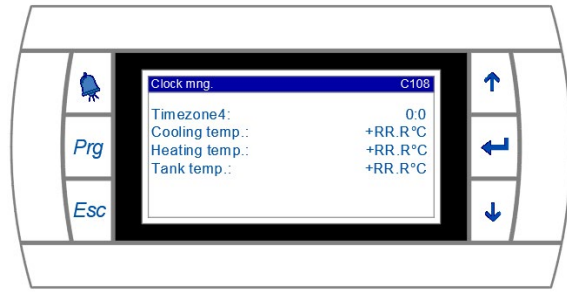 Clock mng. C108
Timezone4: 0:0
Cooling temp.: +RR.R°C
Heating temp.: +RR.R°C
Tank temp.: +RR.R°C
Prg
Esc